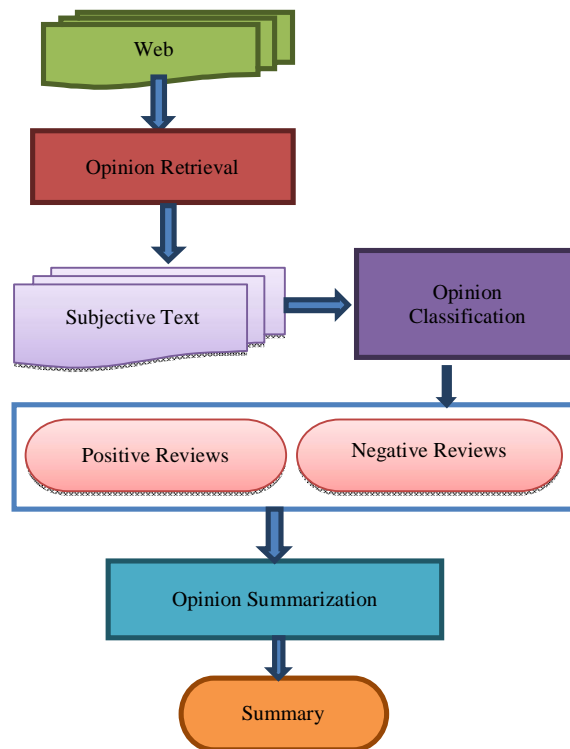 Web
Opinion Retrieval
Subjective Text
Opinion
Classification
Positive Reviews
Negative Reviews
Opinion Summarization
Summary